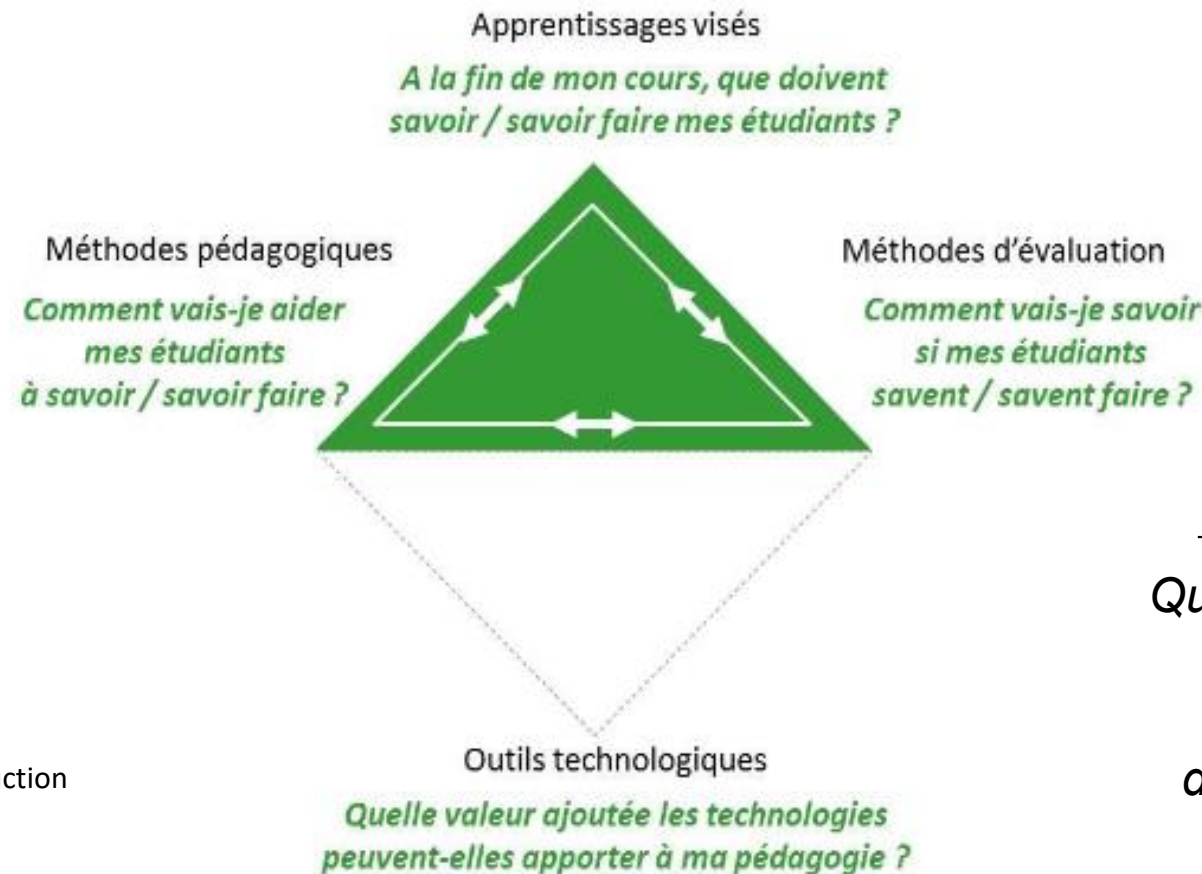 Apprentissages visés
A la fin de mon cours, que doivent
savoir / savoir faire mes étudiants ?
Méthodes pédagogiques
Comment vais-je aider
mes étudiants
à savoir / savoir faire ?
Méthodes d'évaluation
Comment vais-je savoir
si mes étudiants
savent / savent faire ?
Qu
uction
Outils technologiques
Quelle valeur ajoutée les technologies
peuvent-elles apporter à ma pédagogie ?